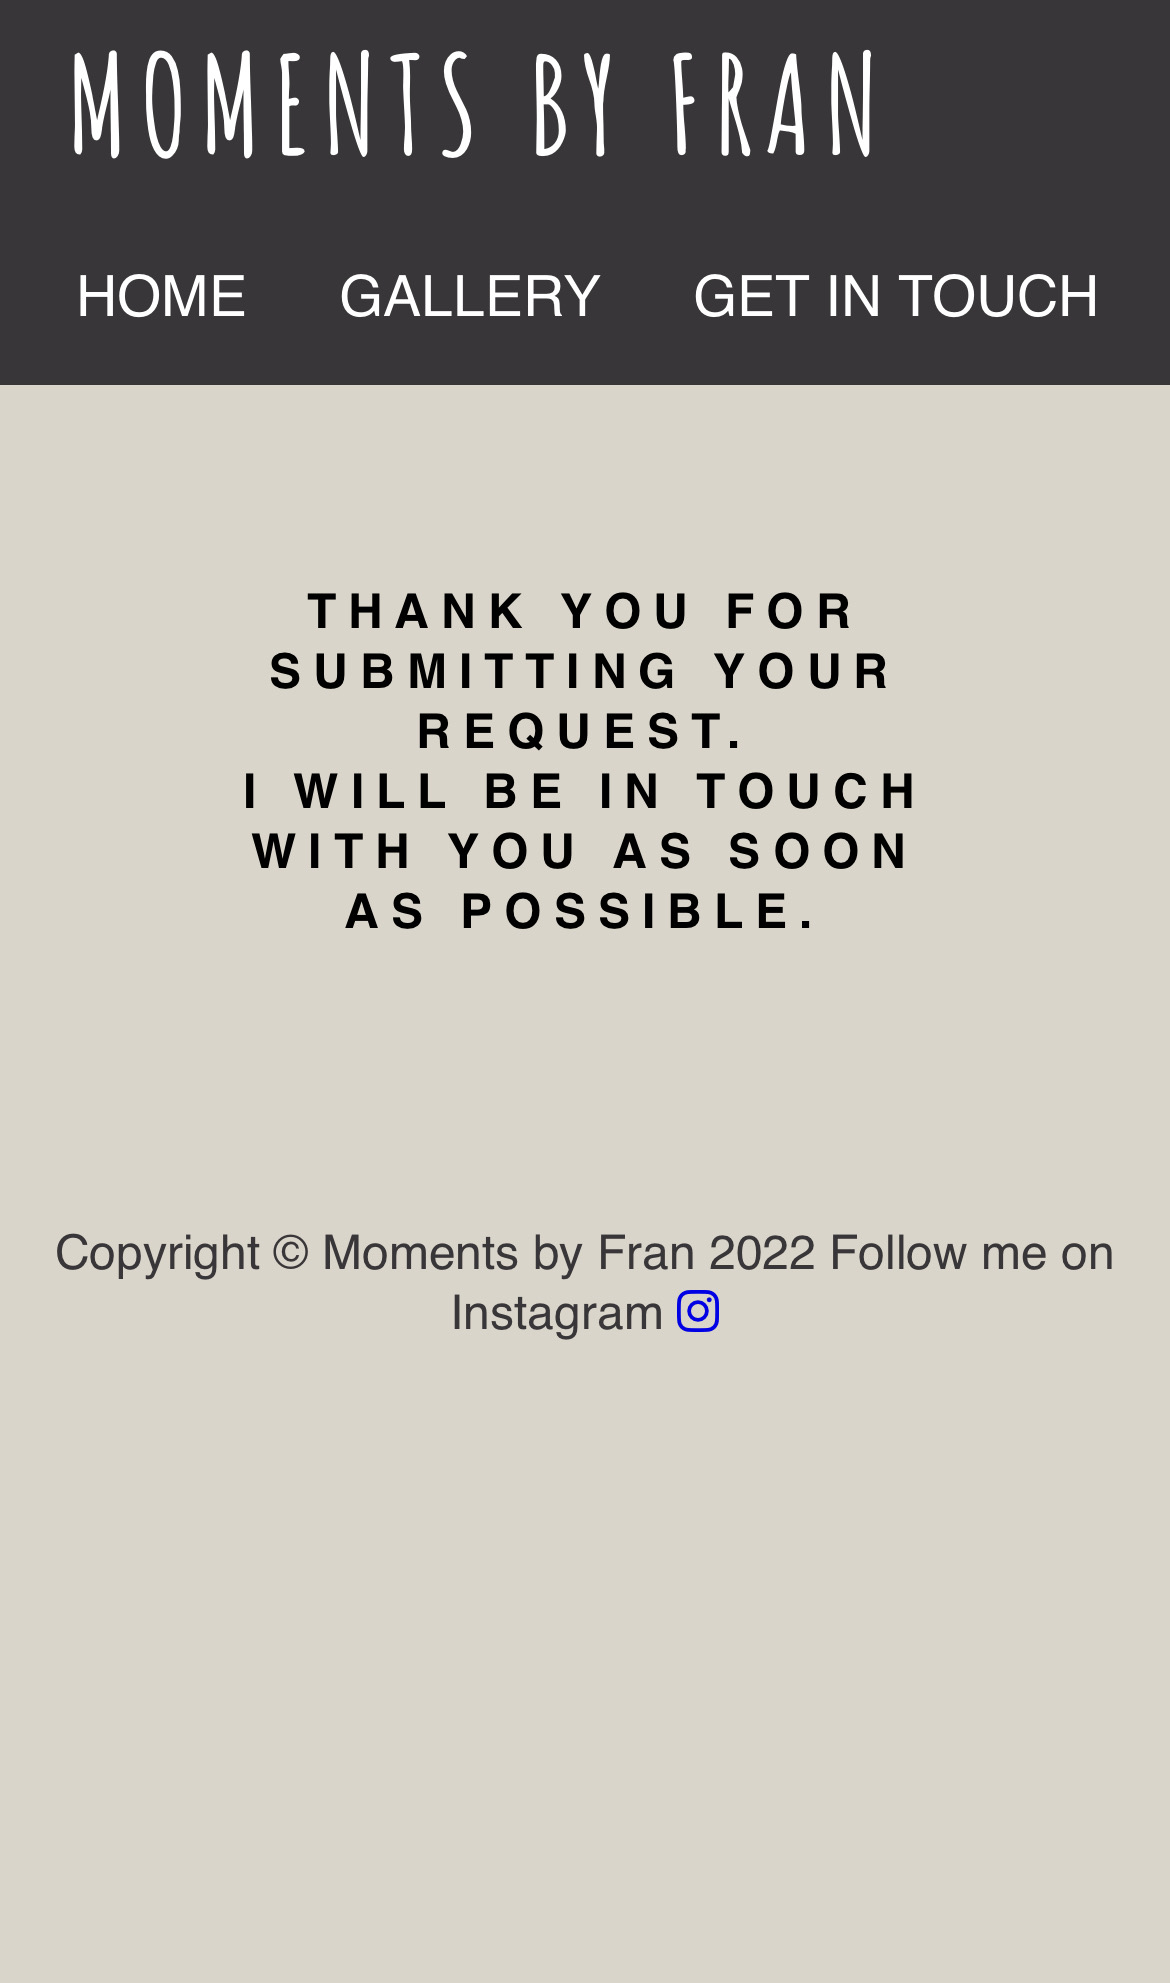 MOMENTS BY FRAN
HOME GALLERY GET IN TOUCH
THANK YOU FOR
SUBMITTING YOUR
REQUEST.
I WILL BE IN TOUCH
WITH YOU AS SOON
AS POSSIBLE.
Copyright © Moments by Fran 2022 Follow me on
Instagram